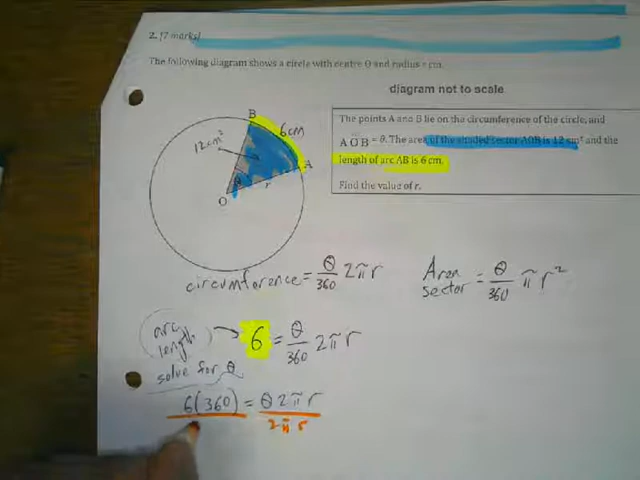 2. [7 marks]
The following diagram shows a circle with centre O and radius r cm.
diagram not to scale
The points A and B lie on the circumference of the circle, and
AÔB = θ. The area of the shaded sector AOB is 12 cm² and the
length of arc AB is 6 cm.
Find the value of r.
B
6cm
12cm²
A
θ
r
O
circumference = θ/360 2πr
Area sector = θ/360 πr²
arc length → 6 = θ/360 2πr
solve for θ
6(360) = θ2πr
2πr